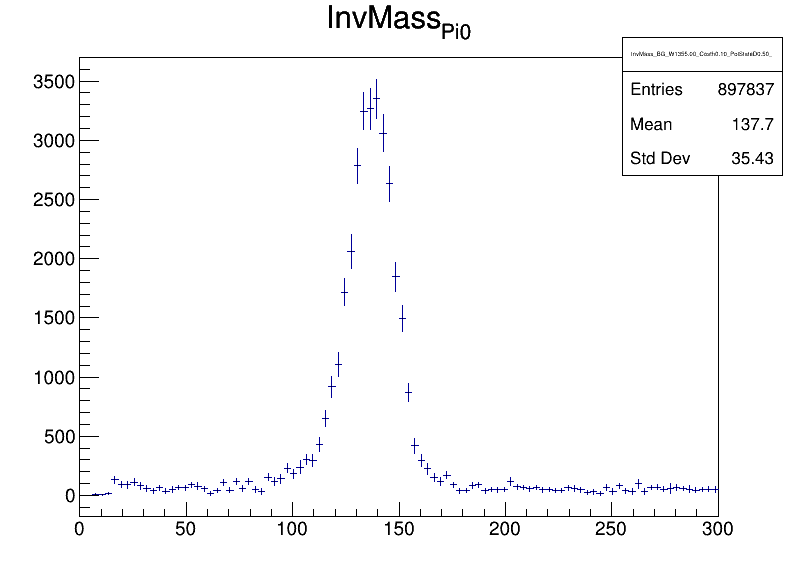 InvMass_Pi0
InvMass_BG_W1355.00_Costh0.10_PolStateD0.50_
Entries 897837
Mean 137.7
Std Dev 35.43
3500
3000
2500
2000
1500
1000
500
0
0 50 100 150 200 250 300